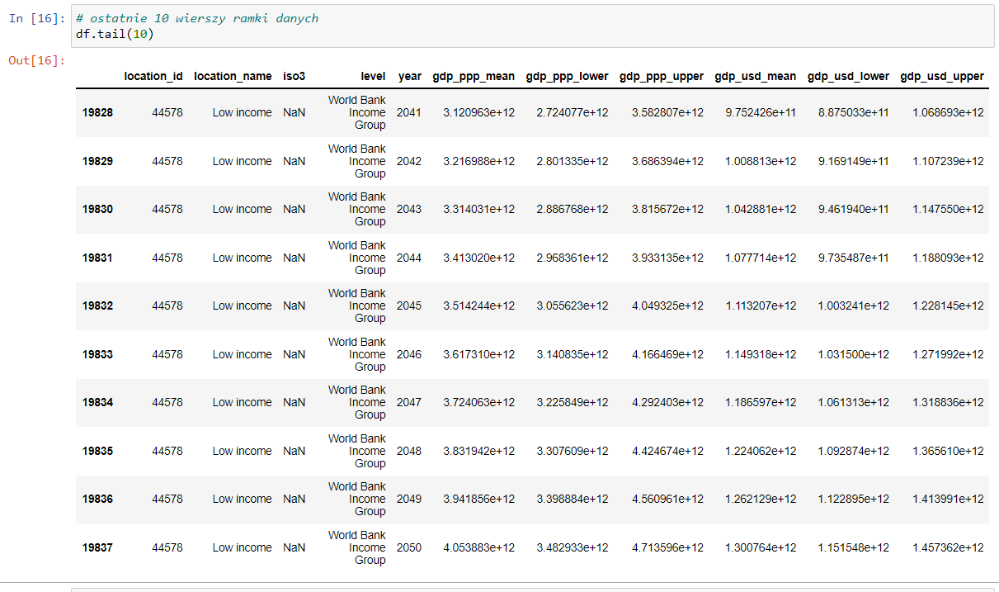 In [16]: # ostatnie 10 wierszy ramki danych
df.tail(10)
Out[16]:
location_id location_name iso3 level year gdp_ppp_mean gdp_ppp_lower gdp_ppp_upper gdp_usd_mean gdp_usd_lower gdp_usd_upper
19828 44578 Low income NaN World Bank Income Group 2041 3.120963e+12 2.724077e+12 3.582807e+12 9.752426e+11 8.875033e+11 1.068693e+12
19829 44578 Low income NaN World Bank Income Group 2042 3.216988e+12 2.801335e+12 3.686394e+12 1.008813e+12 9.169149e+11 1.107239e+12
19830 44578 Low income NaN World Bank Income Group 2043 3.314031e+12 2.886768e+12 3.815672e+12 1.042881e+12 9.461940e+11 1.147550e+12
19831 44578 Low income NaN World Bank Income Group 2044 3.413020e+12 2.968361e+12 3.933135e+12 1.077714e+12 9.735487e+11 1.188093e+12
19832 44578 Low income NaN World Bank Income Group 2045 3.514244e+12 3.055623e+12 4.049325e+12 1.113207e+12 1.003241e+12 1.228145e+12
19833 44578 Low income NaN World Bank Income Group 2046 3.617310e+12 3.140835e+12 4.166469e+12 1.149318e+12 1.031500e+12 1.271992e+12
19834 44578 Low income NaN World Bank Income Group 2047 3.724063e+12 3.225849e+12 4.292403e+12 1.186597e+12 1.061313e+12 1.318836e+12
19835 44578 Low income NaN World Bank Income Group 2048 3.831942e+12 3.307609e+12 4.424674e+12 1.224062e+12 1.092874e+12 1.365610e+12
19836 44578 Low income NaN World Bank Income Group 2049 3.941856e+12 3.398884e+12 4.560961e+12 1.262129e+12 1.122895e+12 1.413991e+12
19837 44578 Low income NaN World Bank Income Group 2050 4.053883e+12 3.482933e+12 4.713596e+12 1.300764e+12 1.151548e+12 1.457362e+12